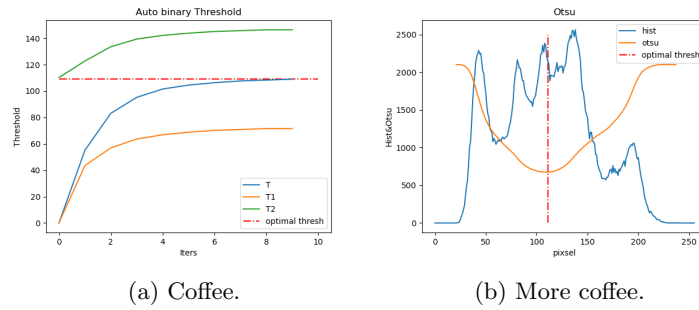 Auto binary Threshold
140
120
100
80
60
40
20
0
Threshold
T
T1
T2
optimal thresh
0 2 4 6 8 10
Iters
(a) Coffee.
Otsu
2500
2000
1500
1000
500
0
Hist&Otsu
hist
otsu
optimal thresh
0 50 100 150 200 250
pixsel
(b) More coffee.